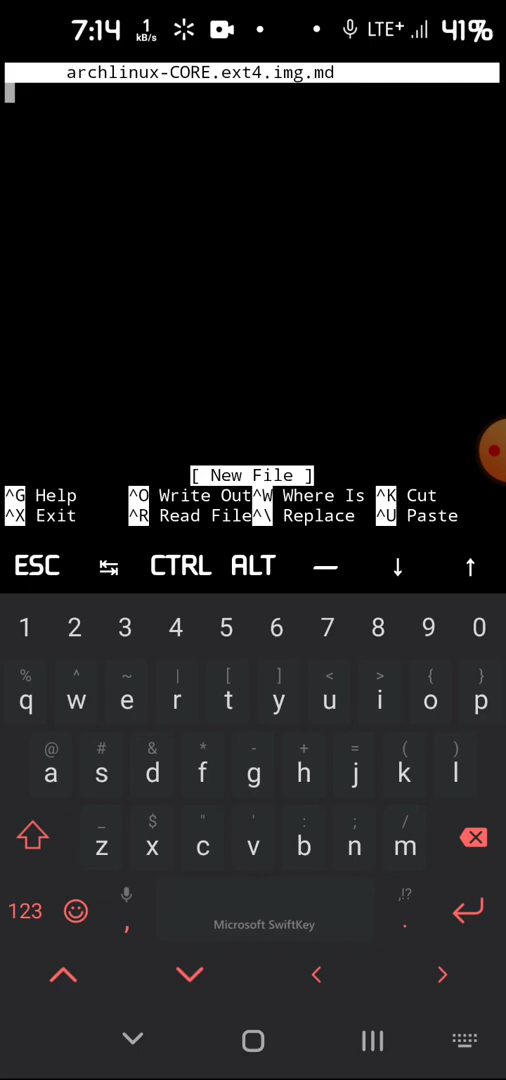 7:14 1 kB/s LTE+ 41%
archlinux-CORE.ext4.img.md
[ New File ]
^G Help ^O Write Out ^W Where Is ^K Cut
^X Exit ^R Read File ^\ Replace ^U Paste
ESC ↹ CTRL ALT — ↓ ↑
1 2 3 4 5 6 7 8 9 0
% ^ ~ | [ ] < > { }
q w e r t y u i o p
@ # & * - + = ( )
a s d f g h j k l
_ $ " ' : ; /
z x c v b n m
,!?
123 , Microsoft SwiftKey .